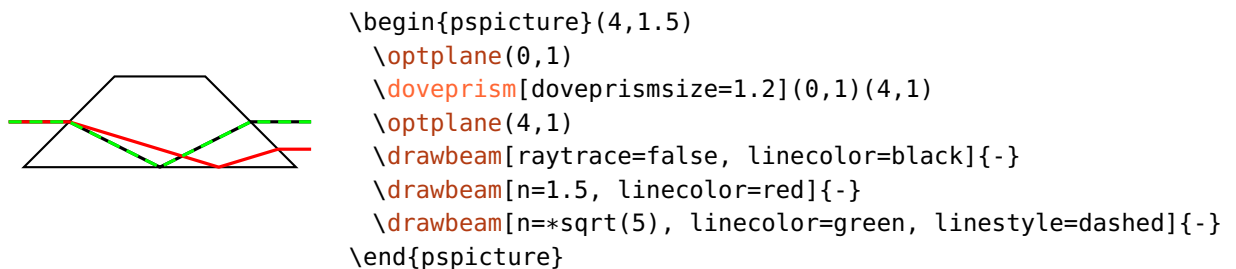 \begin{pspicture}(4,1.5)
\optplane(0,1)
\doveprism[doveprismsize=1.2](0,1)(4,1)
\optplane(4,1)
\drawbeam[raytrace=false, linecolor=black]{-}
\drawbeam[n=1.5, linecolor=red]{-}
\drawbeam[n=*sqrt(5), linecolor=green, linestyle=dashed]{-}
\end{pspicture}